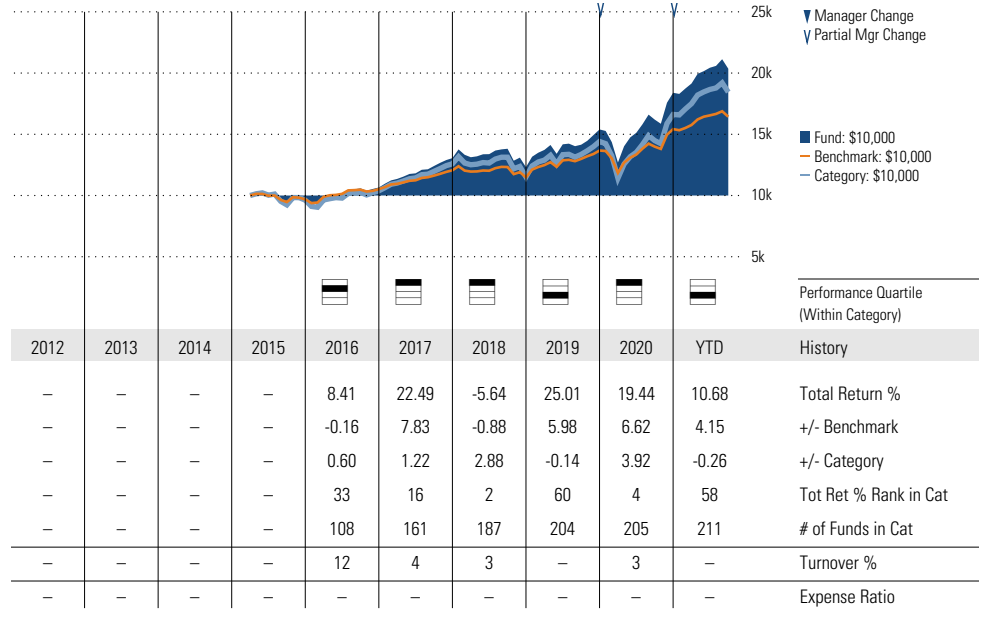 25k
20k
15k
10k
5k
Manager Change
Partial Mgr Change
Fund: $10,000
Benchmark: $10,000
Category: $10,000
Performance Quartile
(Within Category)
2012 2013 2014 2015 2016 2017 2018 2019 2020 YTD History
– – – – 8.41 22.49 -5.64 25.01 19.44 10.68 Total Return %
– – – – -0.16 7.83 -0.88 5.98 6.62 4.15 +/- Benchmark
– – – – 0.60 1.22 2.88 -0.14 3.92 -0.26 +/- Category
– – – – 33 16 2 60 4 58 Tot Ret % Rank in Cat
– – – – 108 161 187 204 205 211 # of Funds in Cat
– – – – 12 4 3 – 3 – Turnover %
– – – – – – – – – – Expense Ratio